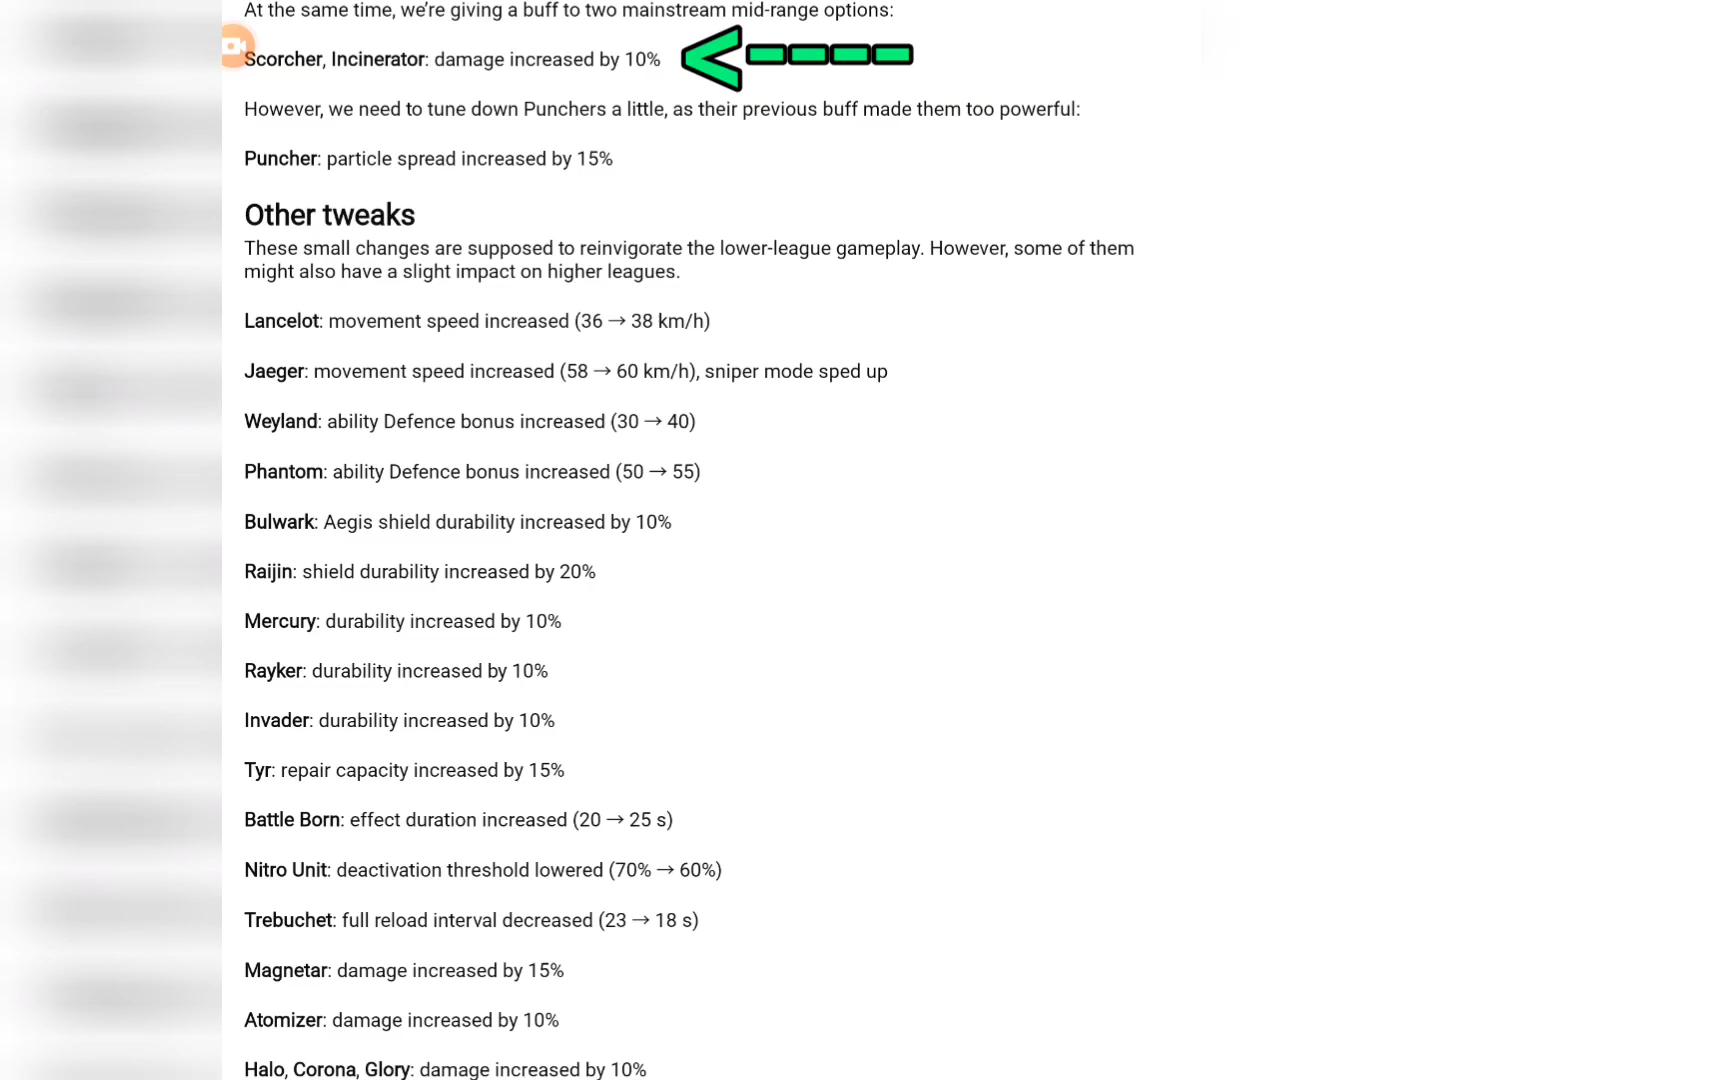 At the same time, we're giving a buff to two mainstream mid-range options:
Scorcher, Incinerator: damage increased by 10%
However, we need to tune down Punchers a little, as their previous buff made them too powerful:
Puncher: particle spread increased by 15%
Other tweaks
These small changes are supposed to reinvigorate the lower-league gameplay. However, some of them
might also have a slight impact on higher leagues.
Lancelot: movement speed increased (36 → 38 km/h)
Jaeger: movement speed increased (58 → 60 km/h), sniper mode sped up
Weyland: ability Defence bonus increased (30 → 40)
Phantom: ability Defence bonus increased (50 → 55)
Bulwark: Aegis shield durability increased by 10%
Raijin: shield durability increased by 20%
Mercury: durability increased by 10%
Rayker: durability increased by 10%
Invader: durability increased by 10%
Tyr: repair capacity increased by 15%
Battle Born: effect duration increased (20 → 25 s)
Nitro Unit: deactivation threshold lowered (70% → 60%)
Trebuchet: full reload interval decreased (23 → 18 s)
Magnetar: damage increased by 15%
Atomizer: damage increased by 10%
Halo, Corona, Glory: damage increased by 10%